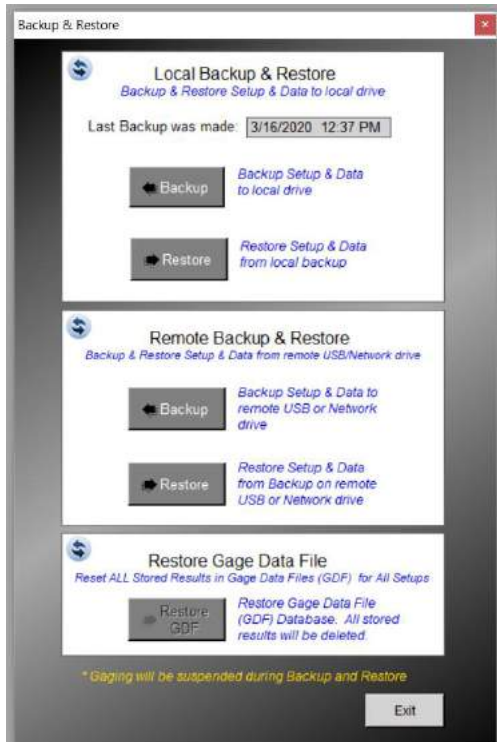 Backup & Restore
Local Backup & Restore
Backup & Restore Setup & Data to local drive
Last Backup was made: 3/16/2020 12:37 PM
Backup
Backup Setup & Data
to local drive
Restore
Restore Setup & Data
from local backup
Remote Backup & Restore
Backup & Restore Setup & Data from remote USB/Network drive
Backup
Backup Setup & Data to
remote USB or Network
drive
Restore
Restore Setup & Data
from Backup on remote
USB or Network drive
Restore Gage Data File
Reset ALL Stored Results in Gage Data Files (GDF) for All Setups
Restore
GDF
Restore Gage Data File
(GDF) Database. All stored
results will be deleted.
* Gaging will be suspended during Backup and Restore
Exit